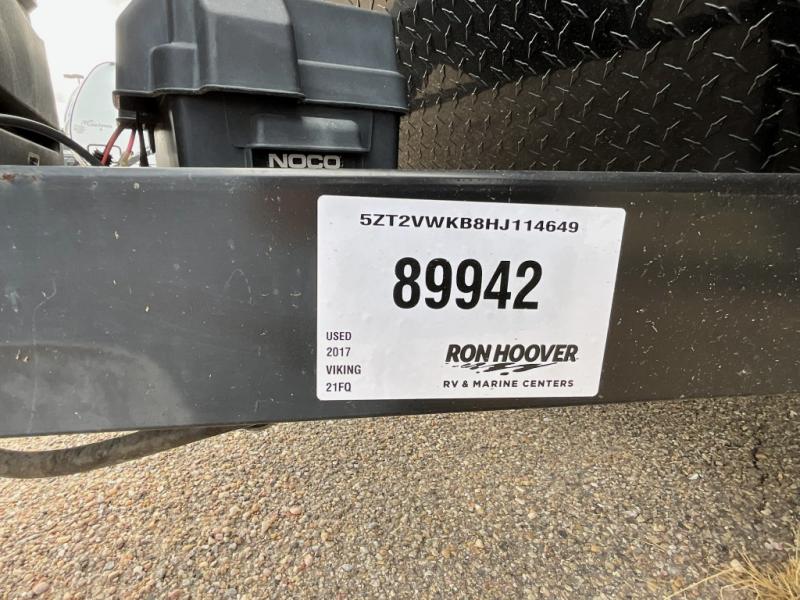 NOCO
5ZT2VWKB8HJ114649
89942
USED
2017
VIKING
21FQ
RON HOOVER
RV & MARINE CENTERS